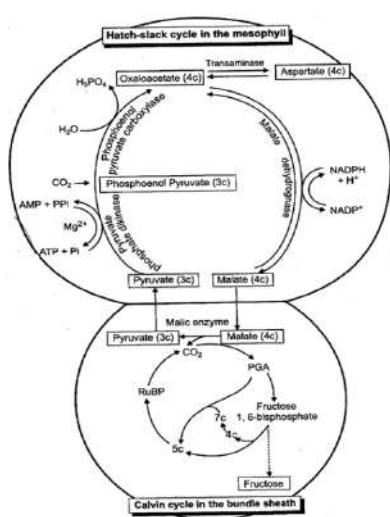 Hatch-slack cycle in the mesophyll
Transaminase
Oxaloacetate (4c)
Aspartate (4c)
H₃PO₄
H₂O
Phosphoenol
pyruvate carboxylase
Malate
dehydrognase
CO₂
Phosphoenol Pyruvate (3c)
NADPH
+ H⁺
NADP⁺
AMP + PPi
Mg²⁺
ATP + Pi
Pyruvate
phosphate dikinase
Pyruvate (3c)
Malate (4c)
Malic enzyme
Pyruvate (3c)
Malate (4c)
CO₂
PGA
RuBP
Fructose
1, 6-bisphosphate
7c
4c
5c
Fructose
Calvin cycle in the bundle sheath